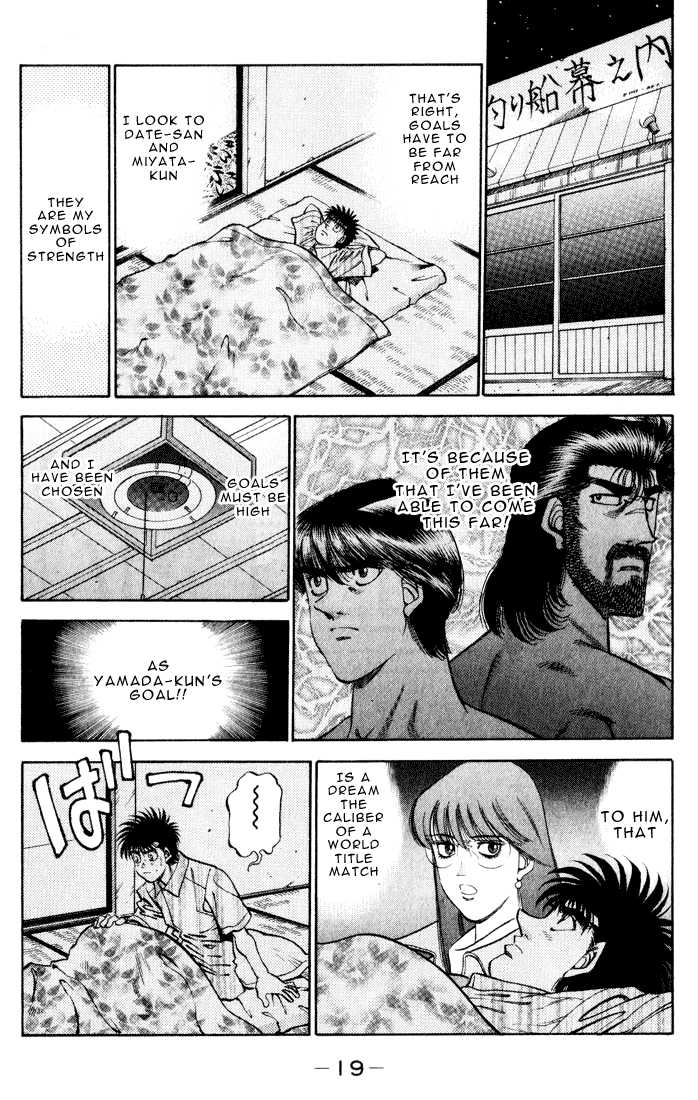 釣り船幕之内
THAT'S
RIGHT,
GOALS
HAVE TO
BE FAR
FROM
REACH
I LOOK TO
DATE-SAN
AND
MIYATA-
KUN
THEY
ARE MY
SYMBOLS
OF
STRENGTH
IT'S BECAUSE
OF THEM
THAT I'VE BEEN
ABLE TO COME
THIS FAR!
GOALS
MUST BE
HIGH
AND I
HAVE BEEN
CHOSEN
AS
YAMADA-KUN'S
GOAL!!
TO HIM,
THAT
IS A
DREAM
THE
CALIBER
OF A
WORLD
TITLE
MATCH
ばっ
－19－